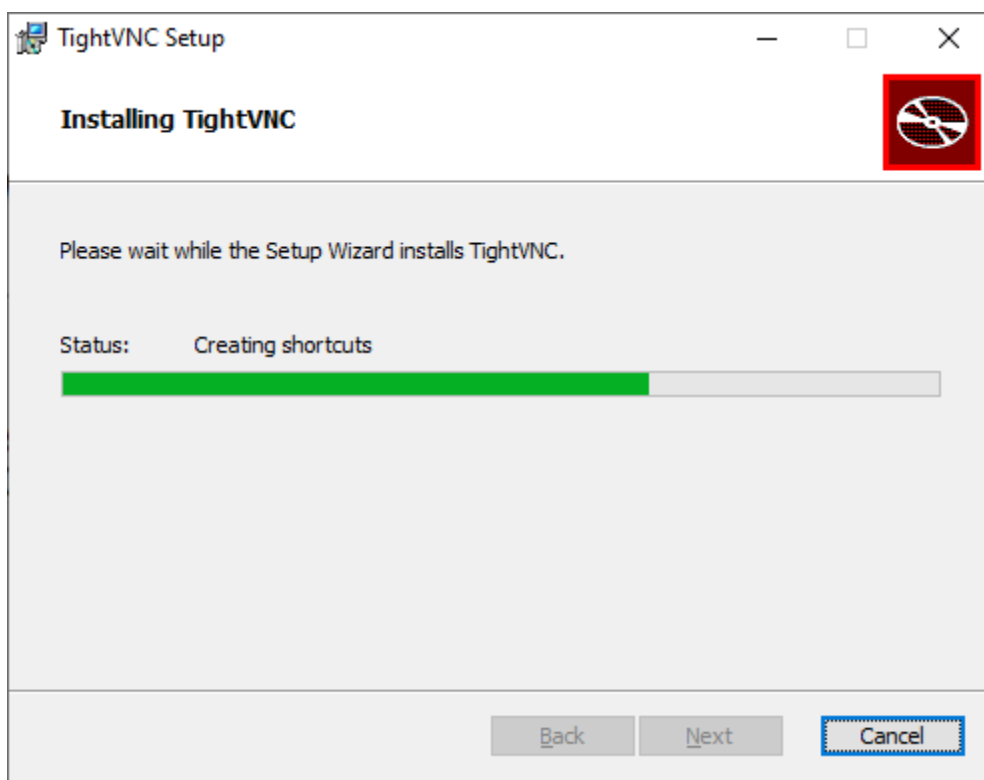 TightVNC Setup
Installing TightVNC
Please wait while the Setup Wizard installs TightVNC.
Status: Creating shortcuts
Back Next Cancel